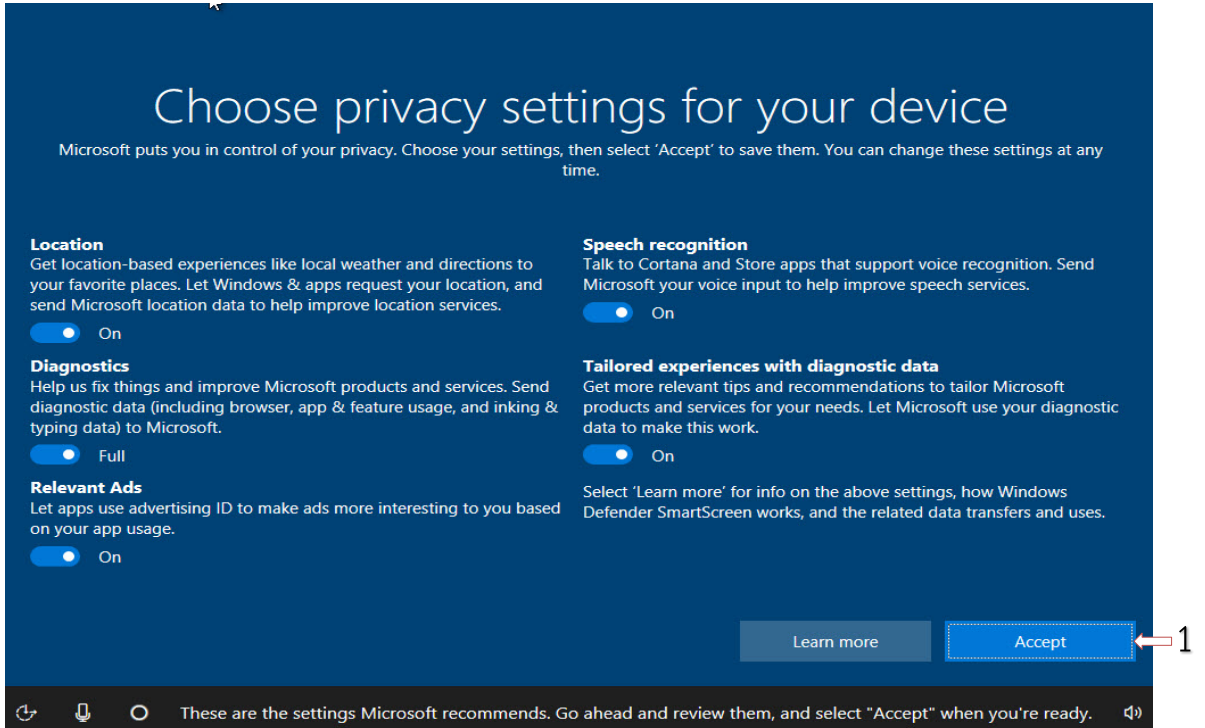 Choose privacy settings for your device
Microsoft puts you in control of your privacy. Choose your settings, then select ‘Accept’ to save them. You can change these settings at any
time.
Location
Get location-based experiences like local weather and directions to
your favorite places. Let Windows & apps request your location, and
send Microsoft location data to help improve location services.
On
Diagnostics
Help us fix things and improve Microsoft products and services. Send
diagnostic data (including browser, app & feature usage, and inking &
typing data) to Microsoft.
Full
Relevant Ads
Let apps use advertising ID to make ads more interesting to you based
on your app usage.
On
Speech recognition
Talk to Cortana and Store apps that support voice recognition. Send
Microsoft your voice input to help improve speech services.
On
Tailored experiences with diagnostic data
Get more relevant tips and recommendations to tailor Microsoft
products and services for your needs. Let Microsoft use your diagnostic
data to make this work.
On
Select ‘Learn more’ for info on the above settings, how Windows
Defender SmartScreen works, and the related data transfers and uses.
Learn more
Accept
1
These are the settings Microsoft recommends. Go ahead and review them, and select "Accept" when you're ready.